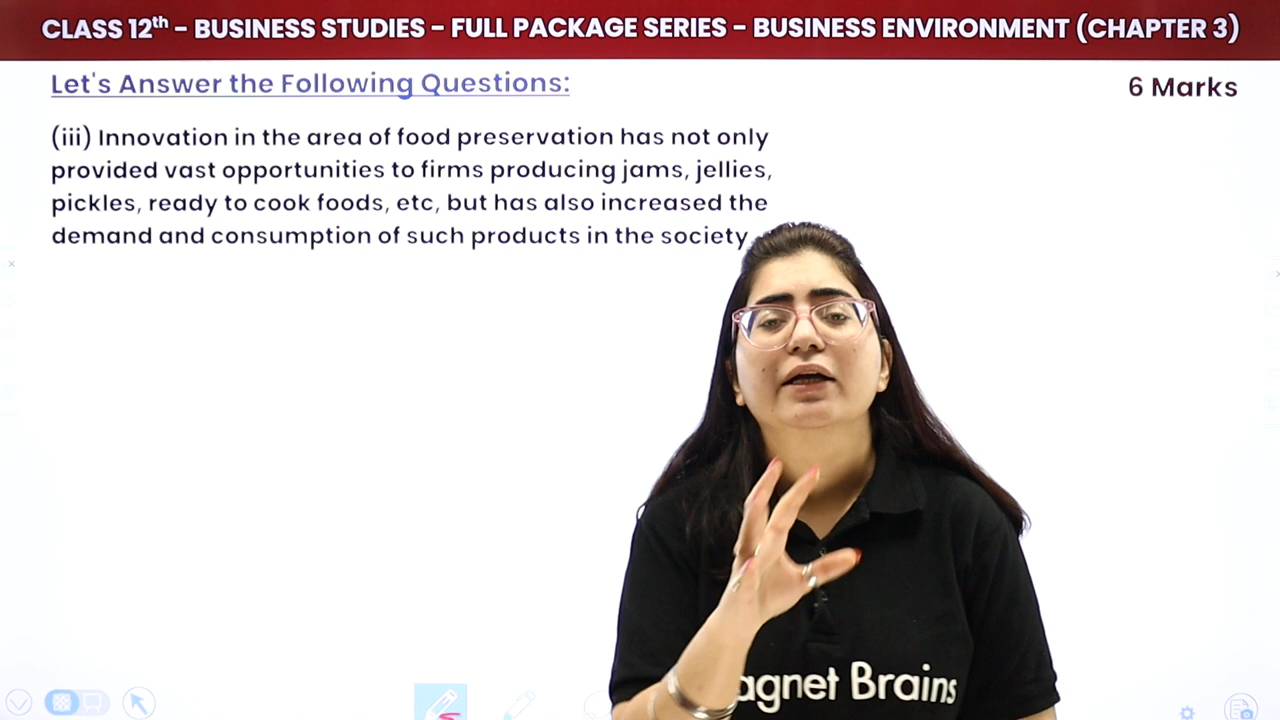 CLASS 12th – BUSINESS STUDIES – FULL PACKAGE SERIES – BUSINESS ENVIRONMENT (CHAPTER 3)
Let's Answer the Following Questions:
6 Marks
(iii) Innovation in the area of food preservation has not only
provided vast opportunities to firms producing jams, jellies,
pickles, ready to cook foods, etc, but has also increased the
demand and consumption of such products in the society
agnet Brains